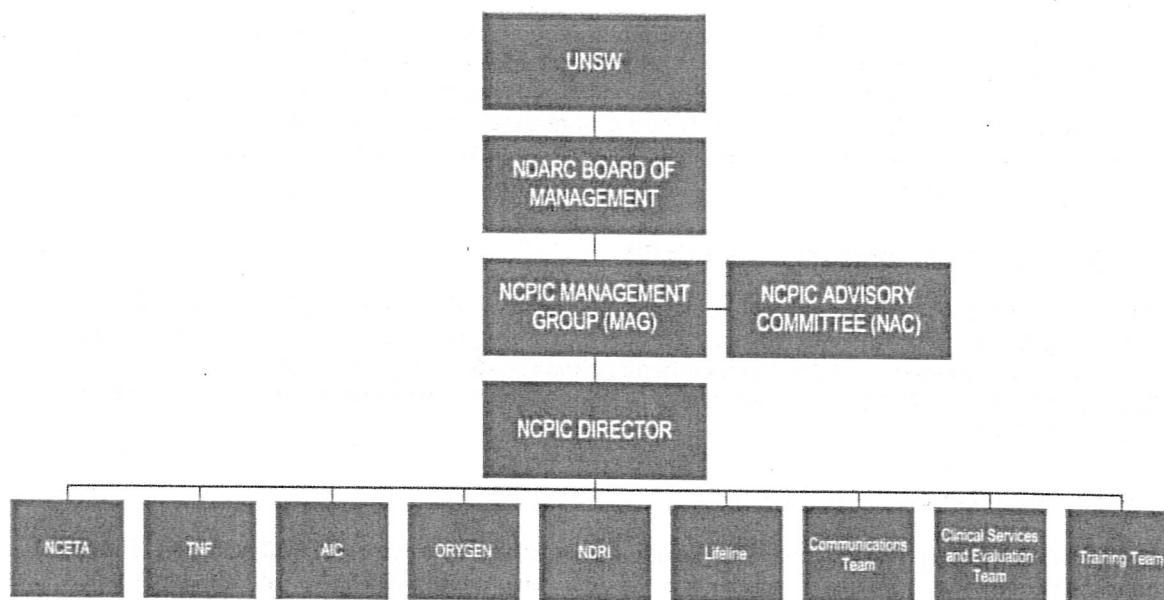 UNSW
NDARC BOARD OF
MANAGEMENT
NCPIC MANAGEMENT
GROUP (MAG)
NCPIC ADVISORY
COMMITTEE (NAC)
NCPIC DIRECTOR
NCETA
TNF
AIC
ORYGEN
NDRI
Lifeline
Communications
Team
Clinical Services
and Evaluation
Team
Training Team